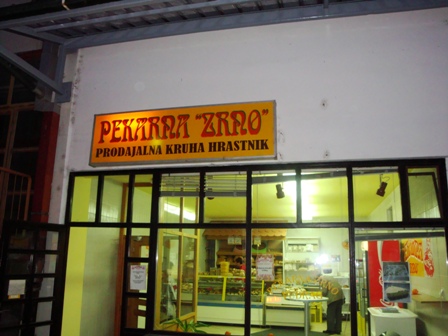 PEKARNA "ZRNO"
PRODAJALNA KRUHA HRASTNIK